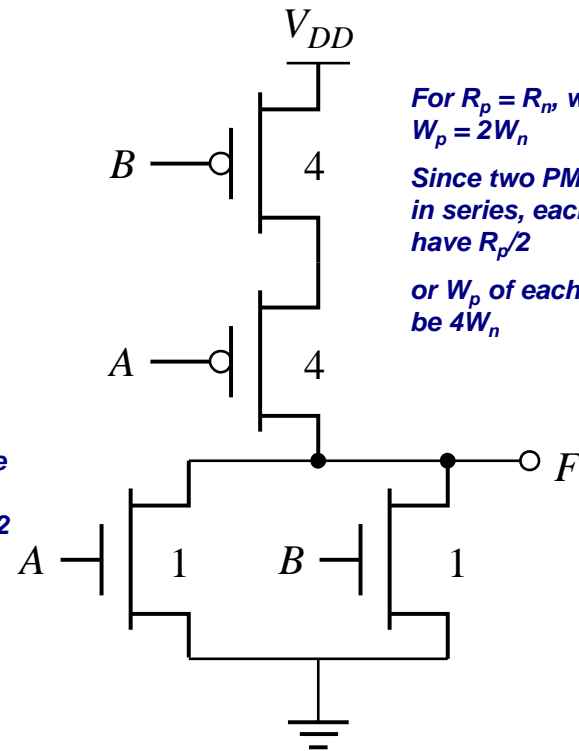 V_DD
For R_p = R_n, w
B
4
W_p = 2W_n
Since two PM
in series, each
have R_p/2
or W_p of each
A
4
be 4W_n
e
F
2
A
1
B
1